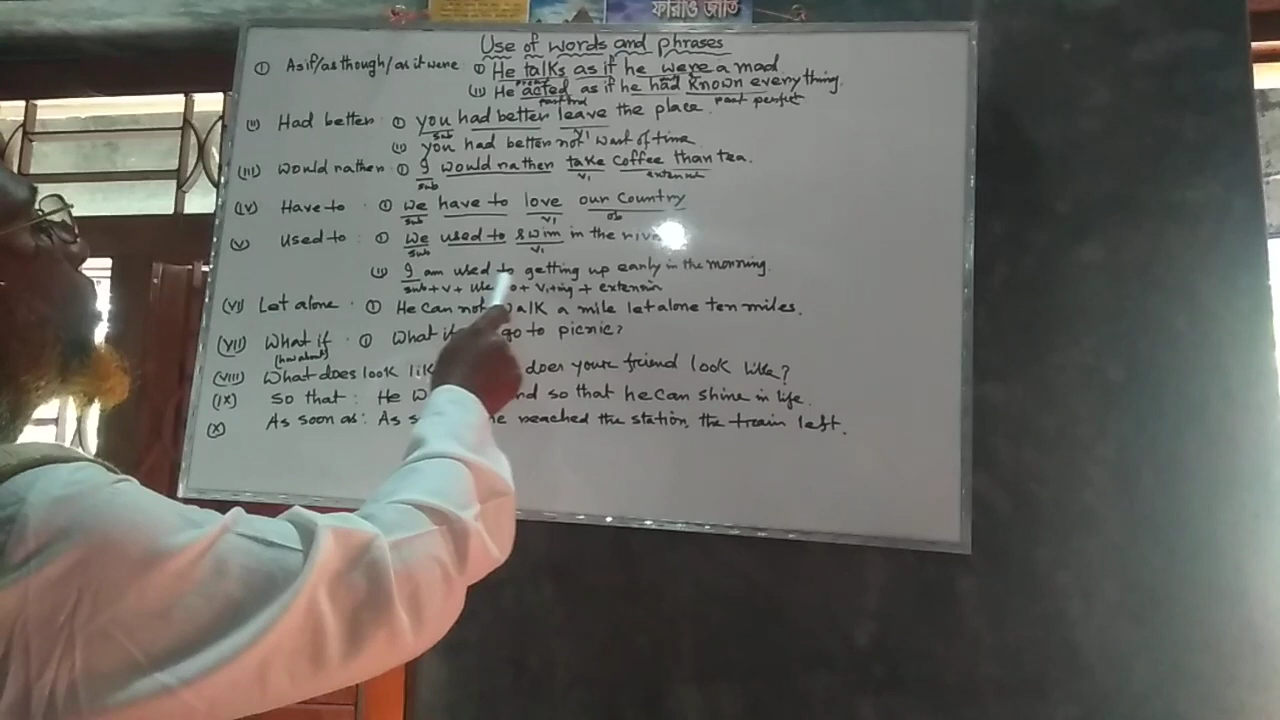 ফারাও জাতি
Use of words and phrases
(i) As if/as though/as it were (i) He talks as if he were a mad
(ii) He acted as if he had known everything.
past ind past perfect
(ii) Had better: (i) you had better leave the place.
sub V1
(ii) you had better not wast of time
(iii) would rather: (i) I would rather take coffee than tea.
sub V1 extension
(iv) Have to: (i) we have to love our Country
sub V1 ob
(v) used to: (i) we used to swim in the
sub V1
(ii) I am used to getting up early in the morning.
sub + v + + V1+ing + extension
(vi) Let alone: (i) He can not walk a mile let alone ten miles.
(vii) What if: (i) What go to picnic?
(how about)
(viii) What does look does your friend look like?
(ix) so that: He so that he can shine in life.
(x) As soon as: As reached the station, the train left.